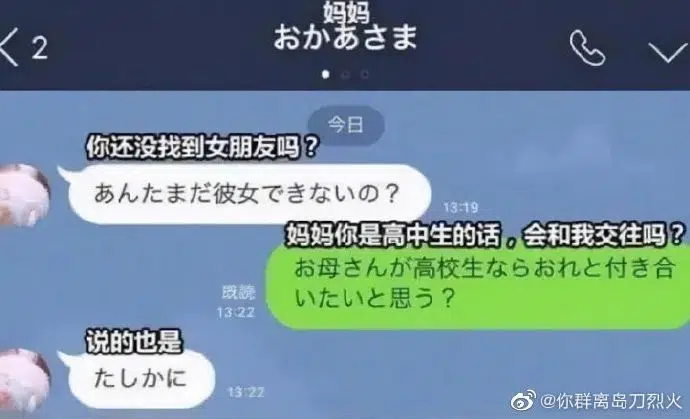 妈妈
2
おかあさま
今日
你还没找到女朋友吗？
あんたまだ彼女できないの？
13:19
妈妈你是高中生的话，会和我交往吗？
お母さんが高校生ならおれと付き合
いたいと思う？
既読
13:22
说的也是
たしかに
13:22
@你群离岛刀烈火